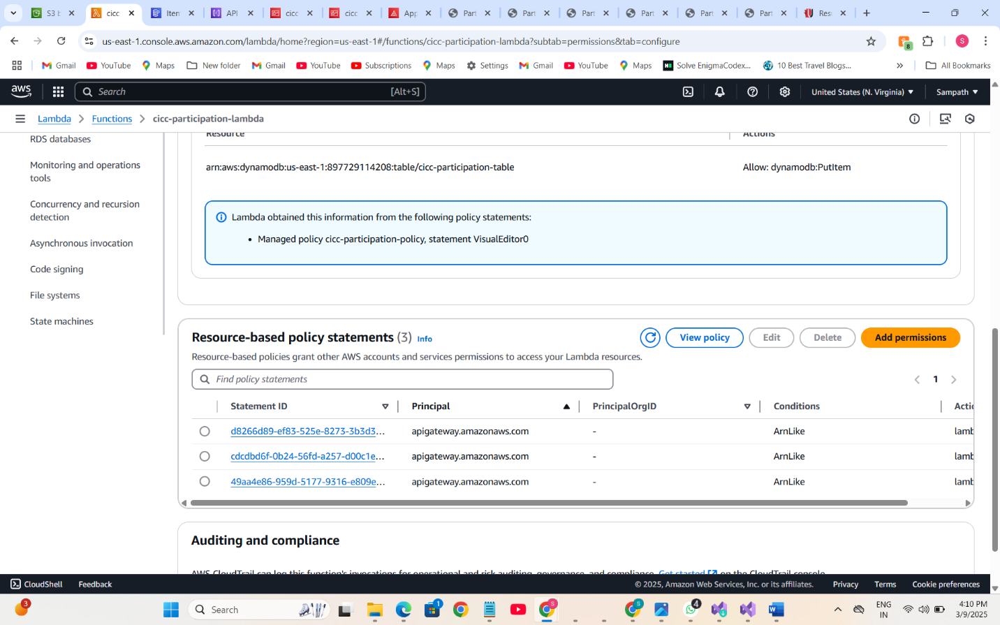 S3 b
cicc
Item
API
cicc
cicc
App
Part
Part
Part
Part
Part
Part
Res
us-east-1.console.aws.amazon.com/lambda/home?region=us-east-1#/functions/cicc-participation-lambda?subtab=permissions&tab=configure
8
S
Gmail
YouTube
Maps
New folder
Gmail
YouTube
Subscriptions
Maps
Settings
Gmail
YouTube
Maps
Solve EnigmaCodex...
10 Best Travel Blogs...
All Bookmarks
aws
Search
[Alt+S]
United States (N. Virginia)
Sampath
Lambda
Functions
cicc-participation-lambda
RDS databases
Monitoring and operations
tools
Concurrency and recursion
detection
Asynchronous invocation
Code signing
File systems
State machines
Resource
Actions
arn:aws:dynamodb:us-east-1:897729114208:table/cicc-participation-table
Allow: dynamodb:PutItem
Lambda obtained this information from the following policy statements:
• Managed policy cicc-participation-policy, statement VisualEditor0
Resource-based policy statements (3) Info
View policy
Edit
Delete
Add permissions
Resource-based policies grant other AWS accounts and services permissions to access your Lambda resources.
Find policy statements
1
Statement ID
Principal
PrincipalOrgID
Conditions
Actic
d8266d89-ef83-525e-8273-3b3d3...
apigateway.amazonaws.com
-
ArnLike
lamb
cdcdbd6f-0b24-56fd-a257-d00c1e...
apigateway.amazonaws.com
-
ArnLike
lamb
49aa4e86-959d-5177-9316-e809e...
apigateway.amazonaws.com
-
ArnLike
lamb
Auditing and compliance
AWS CloudTrail can log this function's invocations for operational and risk auditing, governance, and compliance. Get started on the CloudTrail console.
CloudShell
Feedback
© 2025, Amazon Web Services, Inc. or its affiliates.
Privacy
Terms
Cookie preferences
3
Search
1
S
S
4
ENG
IN
4:10 PM
3/9/2025